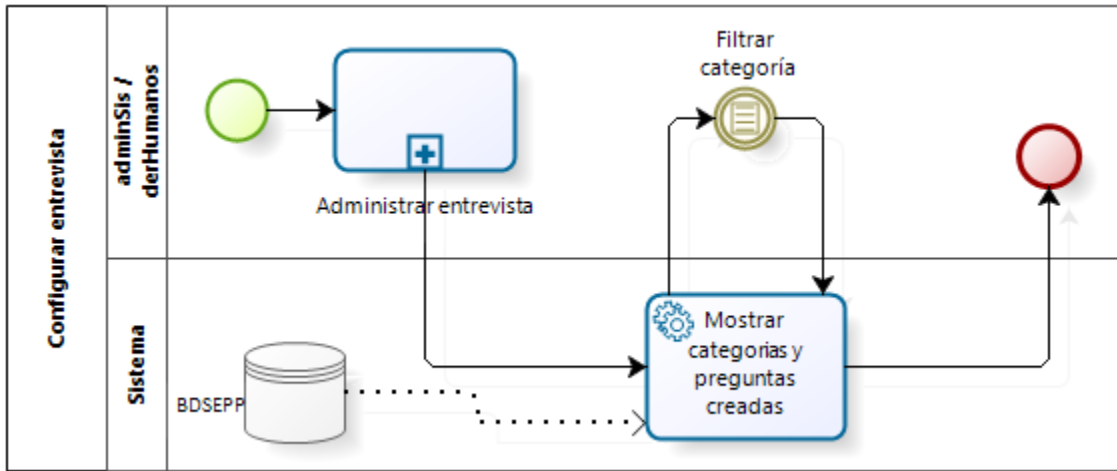 Configurar entrevista
adminSis /
derHumanos
Filtrar
categoría
Administrar entrevista
Sistema
BDSEPP
Mostrar
categorias y
preguntas
creadas